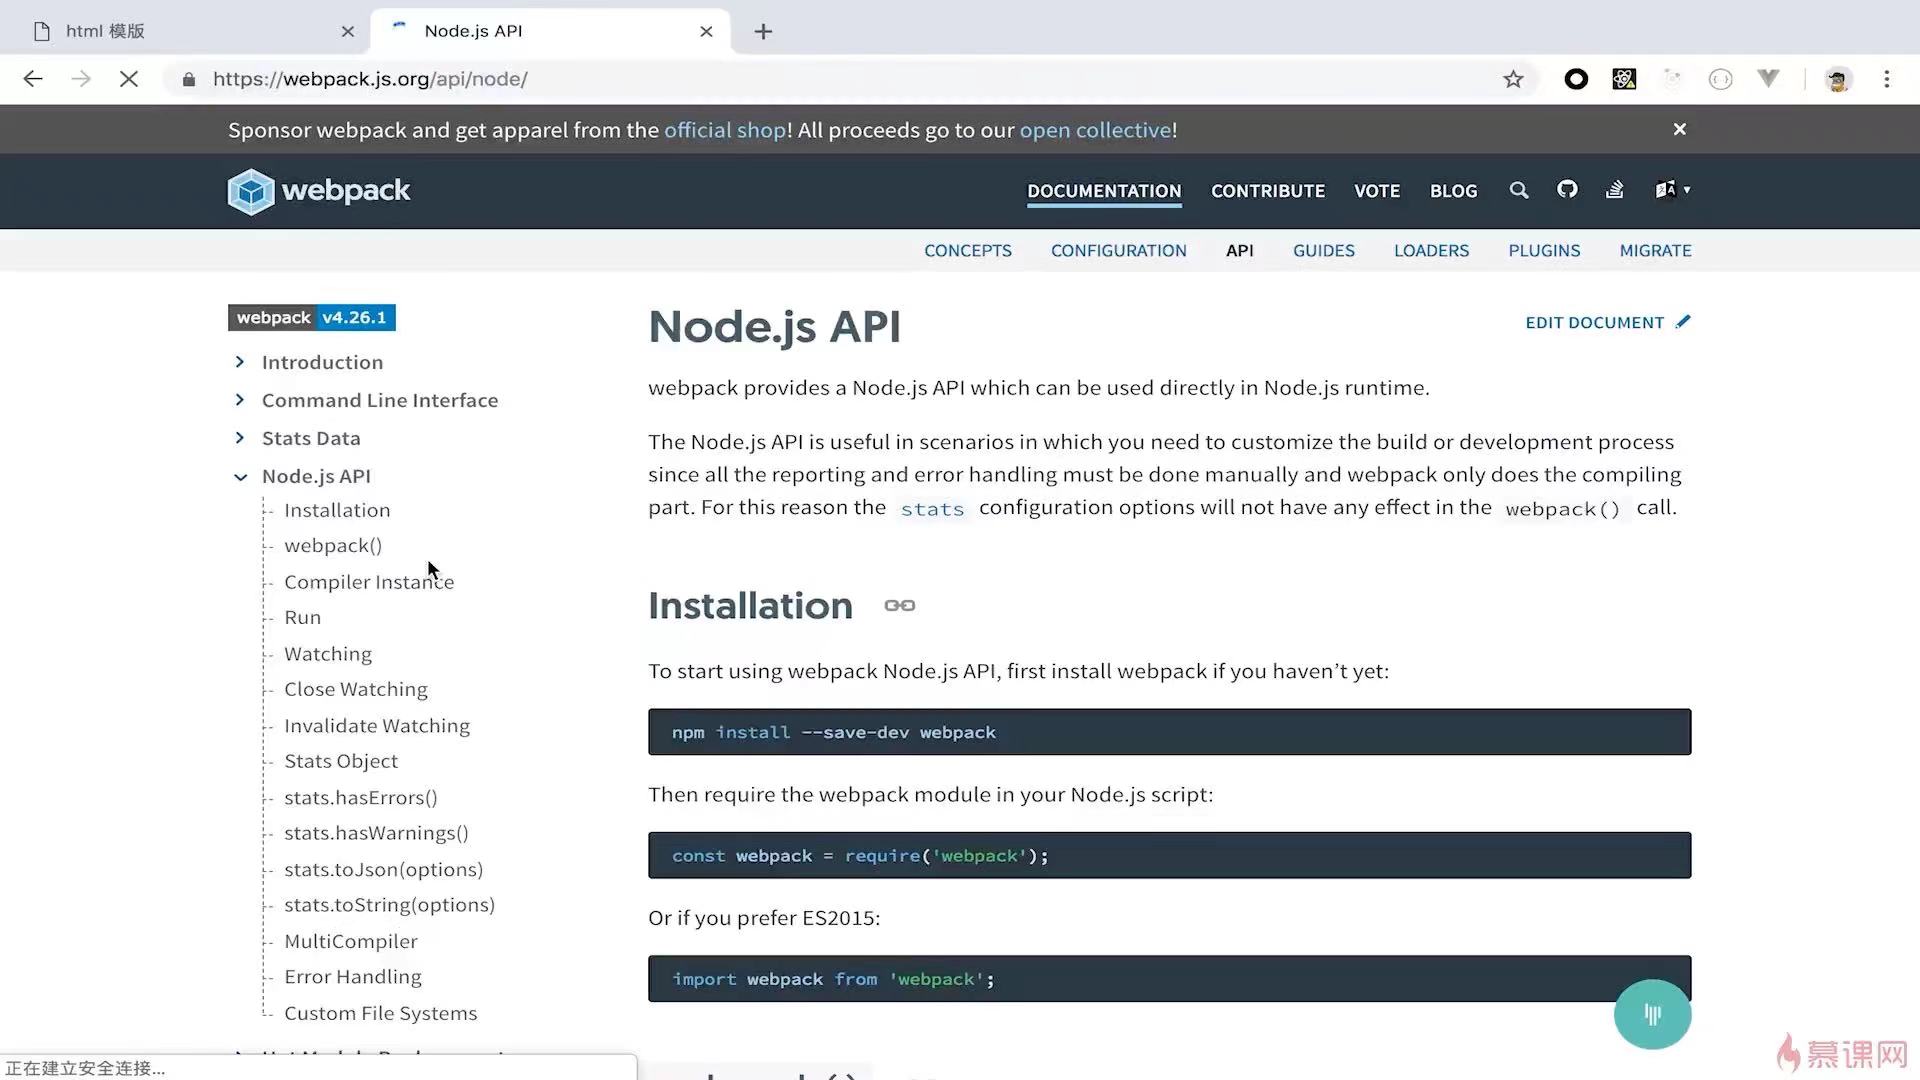 html 模版
Node.js API
https://webpack.js.org/api/node/
Sponsor webpack and get apparel from the official shop! All proceeds go to our open collective!
webpack
DOCUMENTATION CONTRIBUTE VOTE BLOG
CONCEPTS CONFIGURATION API GUIDES LOADERS PLUGINS MIGRATE
webpack v4.26.1
Introduction
Command Line Interface
Stats Data
Node.js API
Installation
webpack()
Compiler Instance
Run
Watching
Close Watching
Invalidate Watching
Stats Object
stats.hasErrors()
stats.hasWarnings()
stats.toJson(options)
stats.toString(options)
MultiCompiler
Error Handling
Custom File Systems
Node.js API
EDIT DOCUMENT
webpack provides a Node.js API which can be used directly in Node.js runtime.
The Node.js API is useful in scenarios in which you need to customize the build or development process
since all the reporting and error handling must be done manually and webpack only does the compiling
part. For this reason the stats configuration options will not have any effect in the webpack() call.
Installation
To start using webpack Node.js API, first install webpack if you haven’t yet:
npm install --save-dev webpack
Then require the webpack module in your Node.js script:
const webpack = require('webpack');
Or if you prefer ES2015:
import webpack from 'webpack';
正在建立安全连接...
慕课网